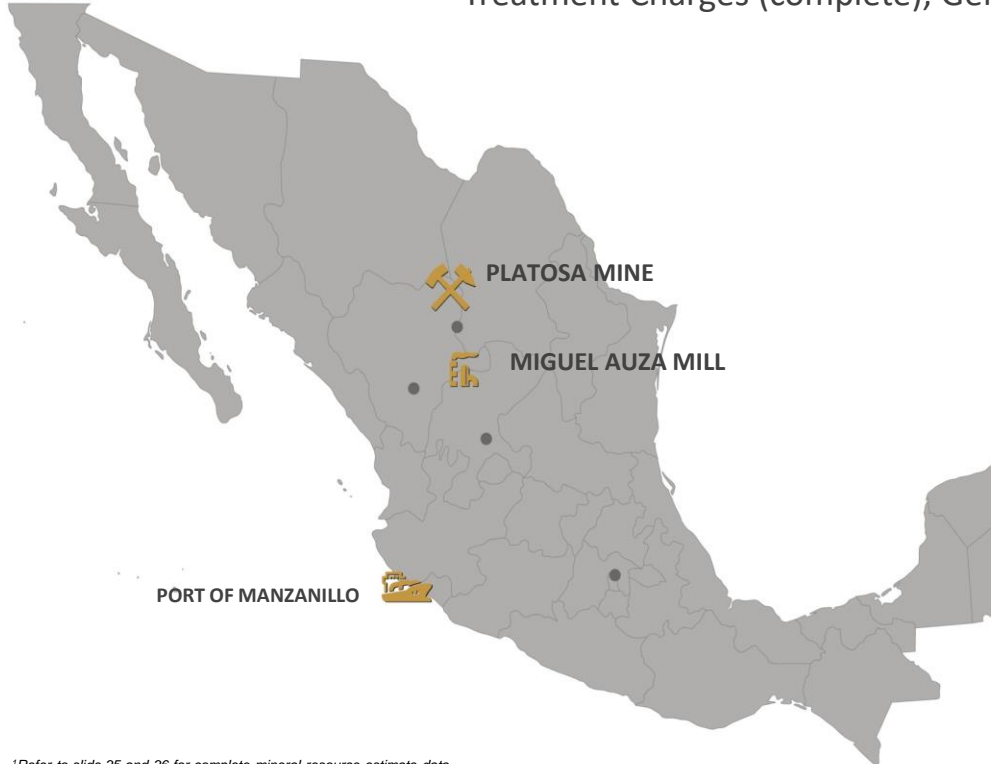 Treatment Charges (complete), Ge
PLATOSA MINE
MIGUEL AUZA MILL
PORT OF MANZANILLO
¹Refer to slide 25 and 26 for complete mineral resource estimate data